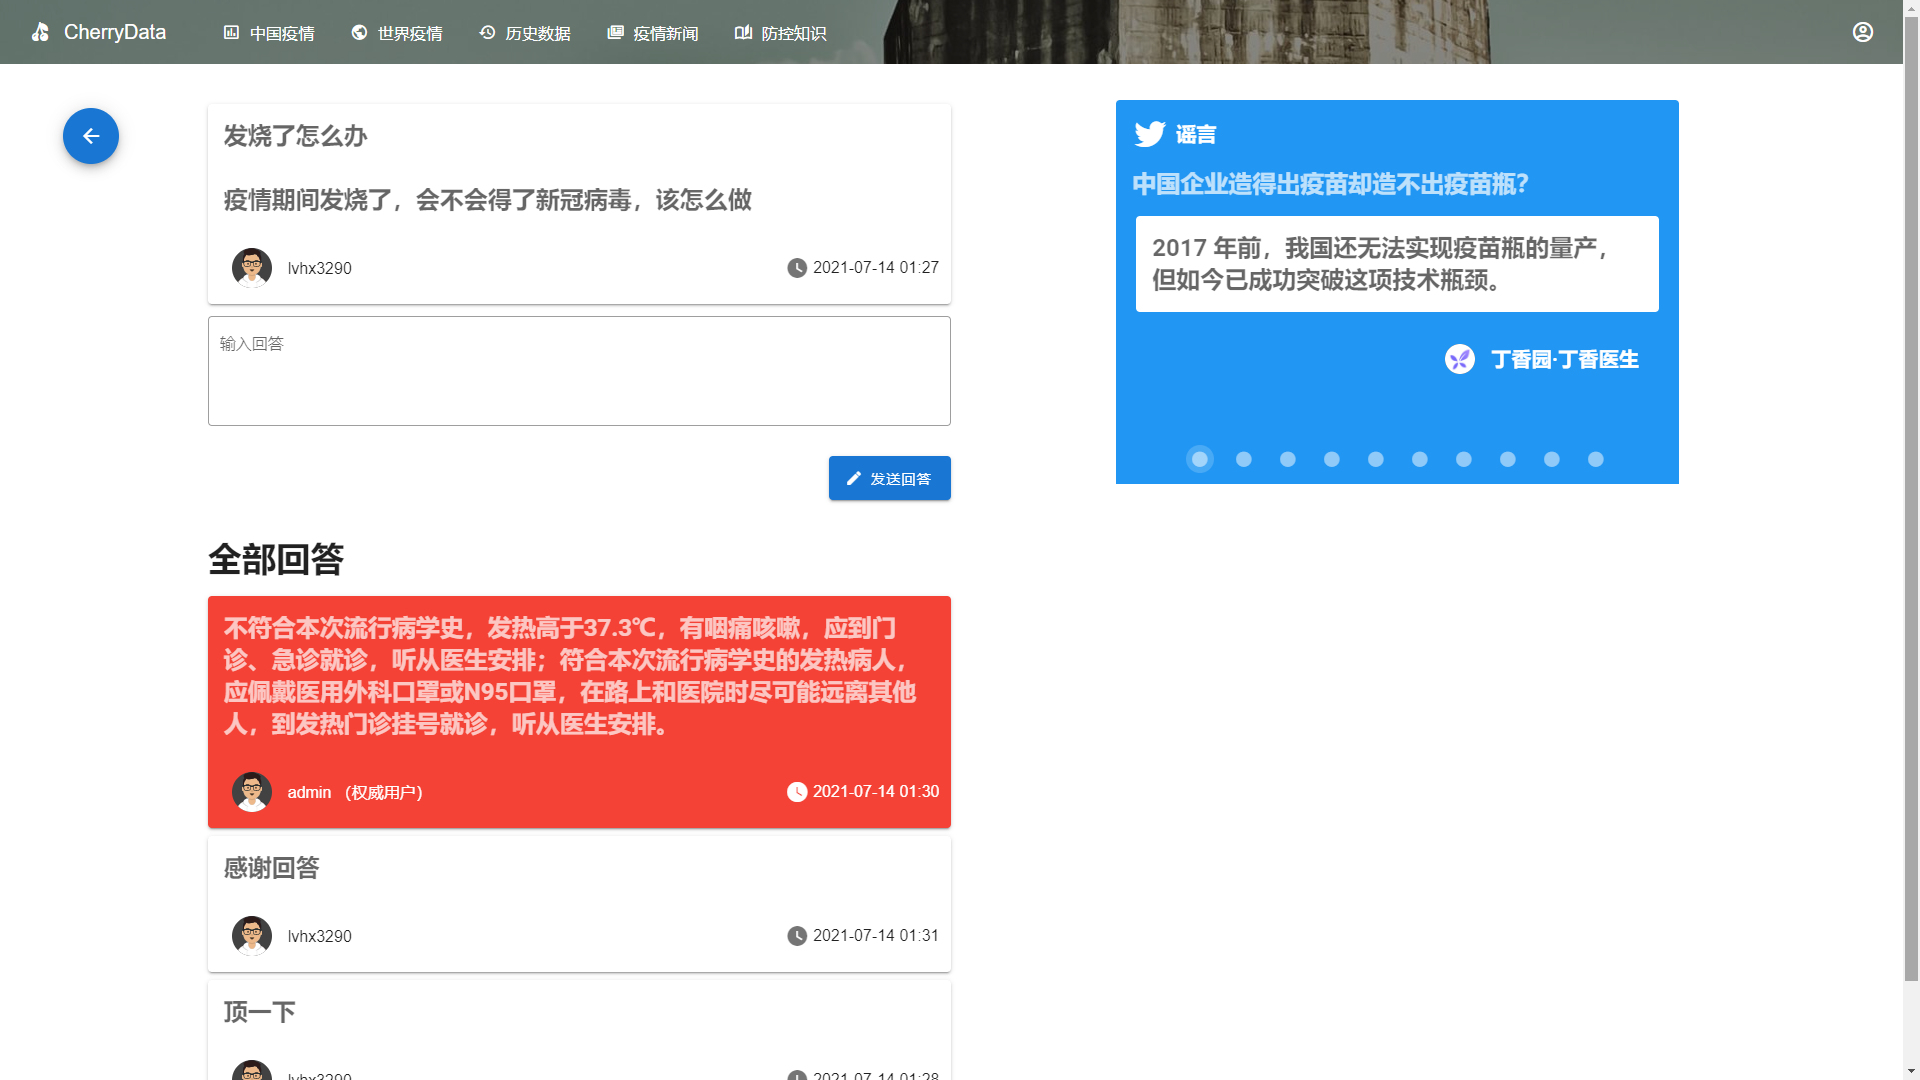 CherryData
中国疫情
世界疫情
历史数据
疫情新闻
防控知识
发烧了怎么办
疫情期间发烧了，会不会得了新冠病毒，该怎么做
lvhx3290
2021-07-14 01:27
输入回答
发送回答
谣言
中国企业造得出疫苗却造不出疫苗瓶?
2017 年前，我国还无法实现疫苗瓶的量产，
但如今已成功突破这项技术瓶颈。
丁香园·丁香医生
全部回答
不符合本次流行病学史，发热高于37.3℃，有咽痛咳嗽，应到门
诊、急诊就诊，听从医生安排；符合本次流行病学史的发热病人，
应佩戴医用外科口罩或N95口罩，在路上和医院时尽可能远离其他
人，到发热门诊挂号就诊，听从医生安排。
admin （权威用户）
2021-07-14 01:30
感谢回答
lvhx3290
2021-07-14 01:31
顶一下
lvhx3290
2021-07-14 01:28